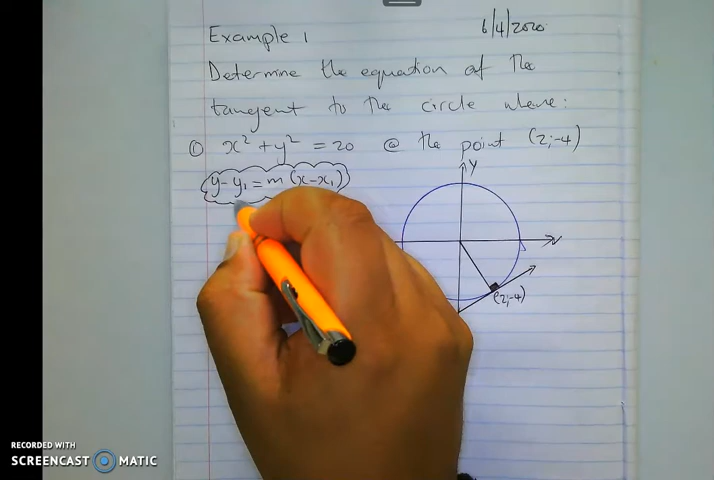 Example 1
6/4/2020
Determine the equation of the
tangent to the circle where:
① x² + y² = 20 @ the point (2;-4)
y - y₁ = m (x - x₁)
y
x
(2;-4)
RECORDED WITH
SCREENCAST MATIC